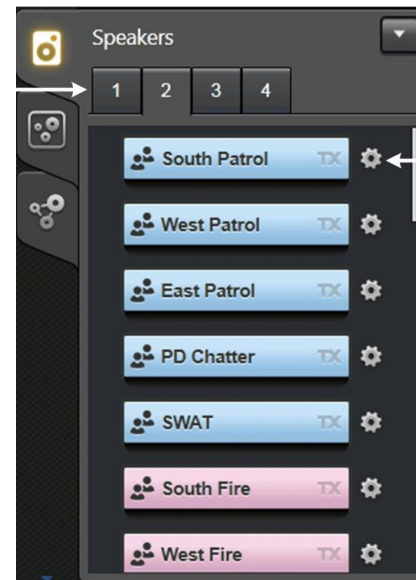 Speakers
1 2 3 4
South Patrol TX
West Patrol TX
East Patrol TX
PD Chatter TX
SWAT TX
South Fire TX
West Fire TX